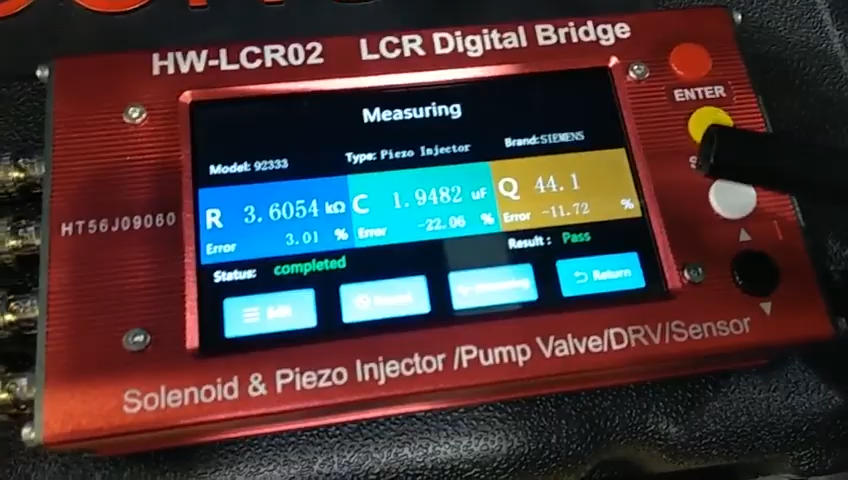 HW-LCR02 LCR Digital Bridge
ENTER
Measuring
Model: 92333 Type: Piezo Injector Brand: SIEMENS
R 3.6054 kΩ C 1.9482 uF Q 44.1
Error 3.01 % Error -22.06 % Error -11.72 %
HT56J09060
Status: completed Result : Pass
Return
Solenoid & Piezo Injector /Pump Valve/DRV/Sensor